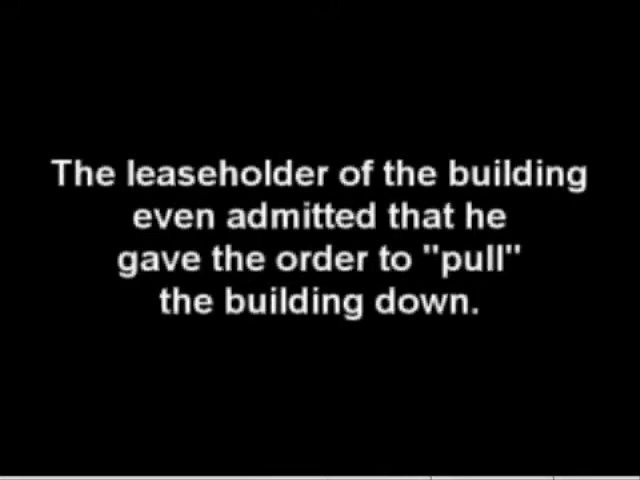 The leaseholder of the building
even admitted that he
gave the order to "pull"
the building down.